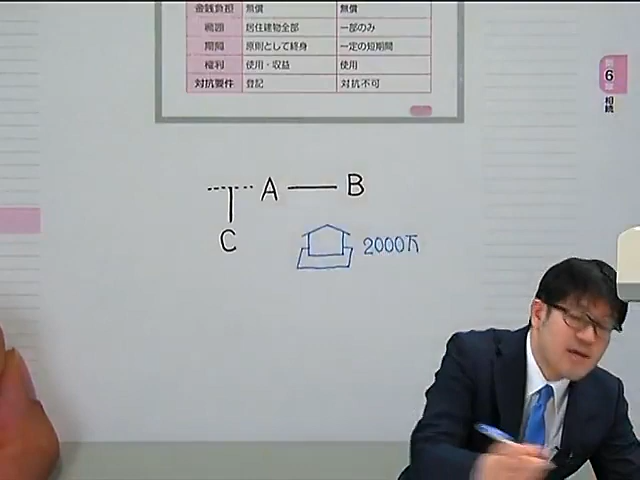 金銭負担 無償 無償
範囲 居住建物全部 一部のみ
期間 原則として終身 一定の短期間
権利 使用・収益 使用
対抗要件 登記 対抗不可
第6章 相続
A B
C
2000万